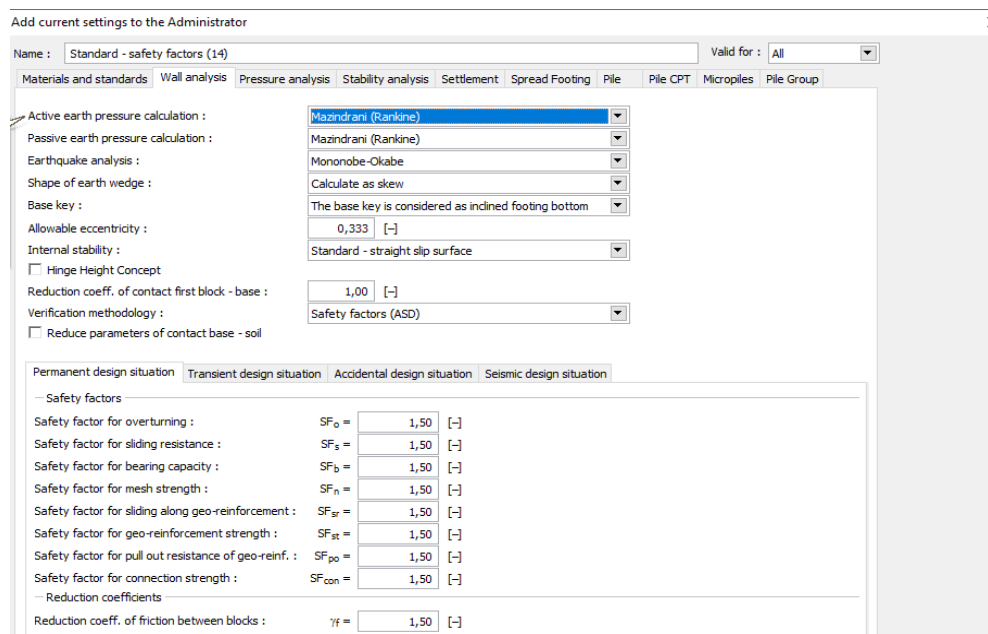 Add current settings to the Administrator
Name : Standard - safety factors (14) Valid for : All
Materials and standards Wall analysis Pressure analysis Stability analysis Settlement Spread Footing Pile Pile CPT Micropiles Pile Group
Active earth pressure calculation : Mazindrani (Rankine)
Passive earth pressure calculation : Mazindrani (Rankine)
Earthquake analysis : Mononobe-Okabe
Shape of earth wedge : Calculate as skew
Base key : The base key is considered as inclined footing bottom
Allowable eccentricity : 0,333 [–]
Internal stability : Standard - straight slip surface
Hinge Height Concept
Reduction coeff. of contact first block - base : 1,00 [–]
Verification methodology : Safety factors (ASD)
Reduce parameters of contact base - soil
Permanent design situation Transient design situation Accidental design situation Seismic design situation
Safety factors
Safety factor for overturning : SFo = 1,50 [–]
Safety factor for sliding resistance : SFs = 1,50 [–]
Safety factor for bearing capacity : SFb = 1,50 [–]
Safety factor for mesh strength : SFn = 1,50 [–]
Safety factor for sliding along geo-reinforcement : SFsr = 1,50 [–]
Safety factor for geo-reinforcement strength : SFst = 1,50 [–]
Safety factor for pull out resistance of geo-reinf. : SFpo = 1,50 [–]
Safety factor for connection strength : SFcon = 1,50 [–]
Reduction coefficients
Reduction coeff. of friction between blocks : γf = 1,50 [–]